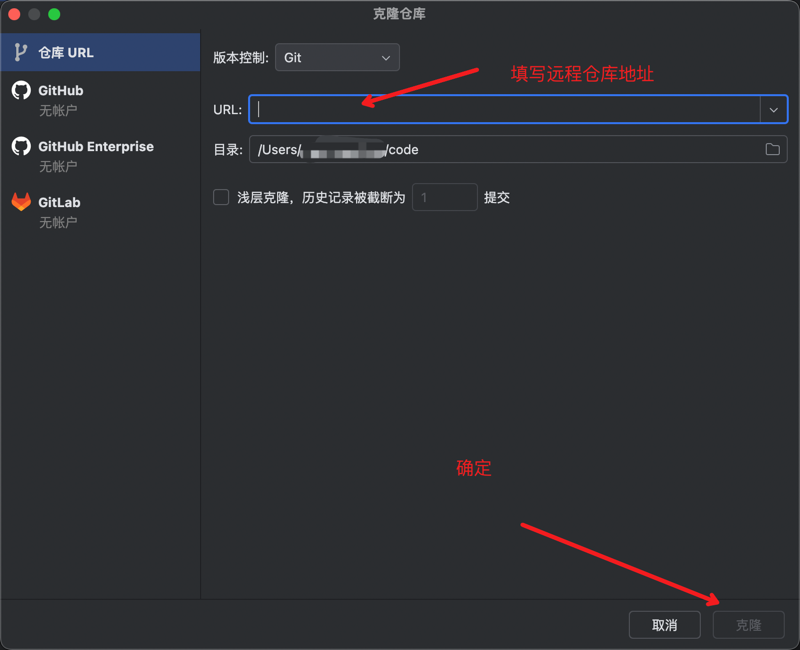 克隆仓库
仓库 URL
GitHub
无帐户
GitHub Enterprise
无帐户
GitLab
无帐户
版本控制: Git
填写远程仓库地址
URL:
目录: /Users/ /code
浅层克隆，历史记录被截断为 1 提交
确定
取消 克隆